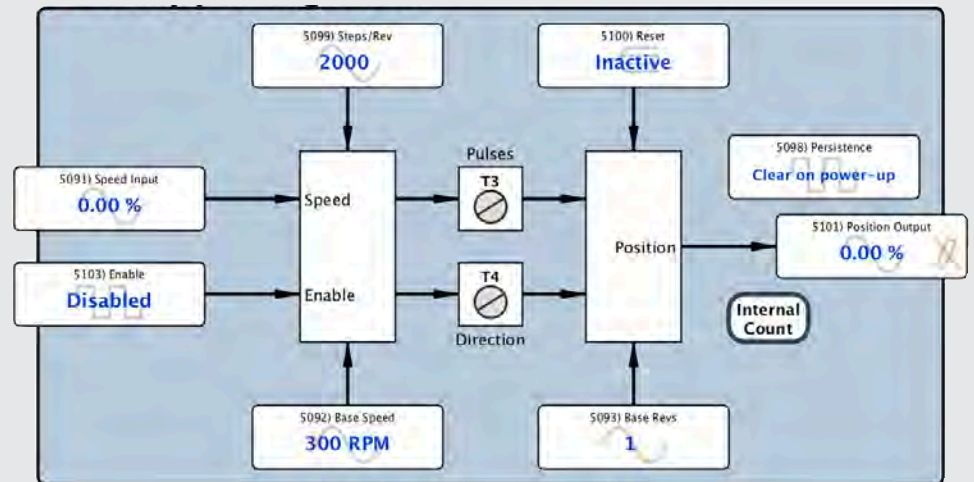 5099) Steps/Rev
2000
5100) Reset
Inactive
5098) Persistence
Clear on power-up
5091) Speed Input
0.00 %
Speed
Pulses
T3
Position
5101) Position Output
0.00 %
5103) Enable
Disabled
Enable
T4
Direction
Internal
Count
5092) Base Speed
300 RPM
5093) Base Revs
1